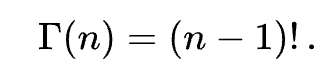 Γ(n) = (n − 1)! .